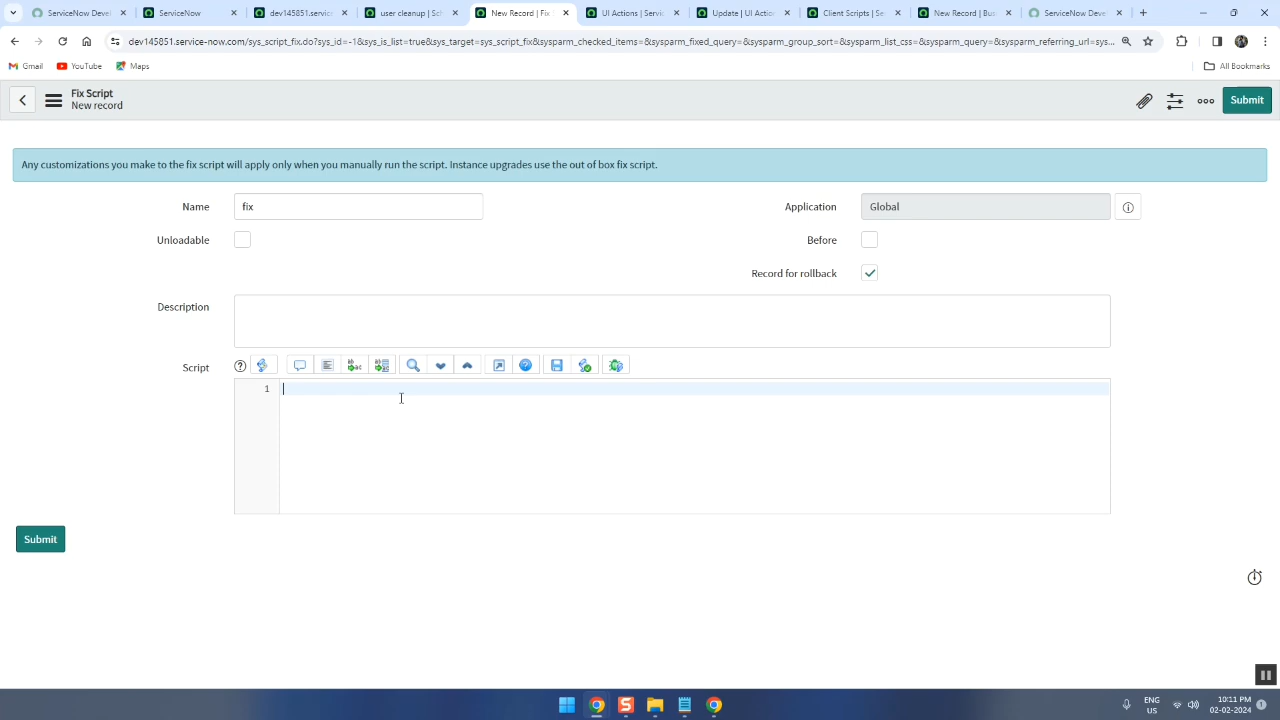 ServiceNow Devel
ServiceNow
dev145851.service
user cleanup | Sch
New Record | Fix S
UI Actions | Servic
Update | UI Action
Client Scripts | Se
New Record | Bus
ServiceNow Deve
dev145851.service-now.com/sys_script_fix.do?sys_id=-1&sys_is_list=true&sys_target=sys_script_fix&sysparm_checked_items=&sysparm_fixed_query=&sysparm_group_sort=&sysparm_list_css=&sysparm_query=&sysparm_referring_url=sys...
Gmail
YouTube
Maps
All Bookmarks
Fix Script
New record
Submit
Any customizations you make to the fix script will apply only when you manually run the script. Instance upgrades use the out of box fix script.
Name
fix
Application
Global
Unloadable
Before
Record for rollback
Description
Script
1
Submit
ENG
US
10:11 PM
02-02-2024